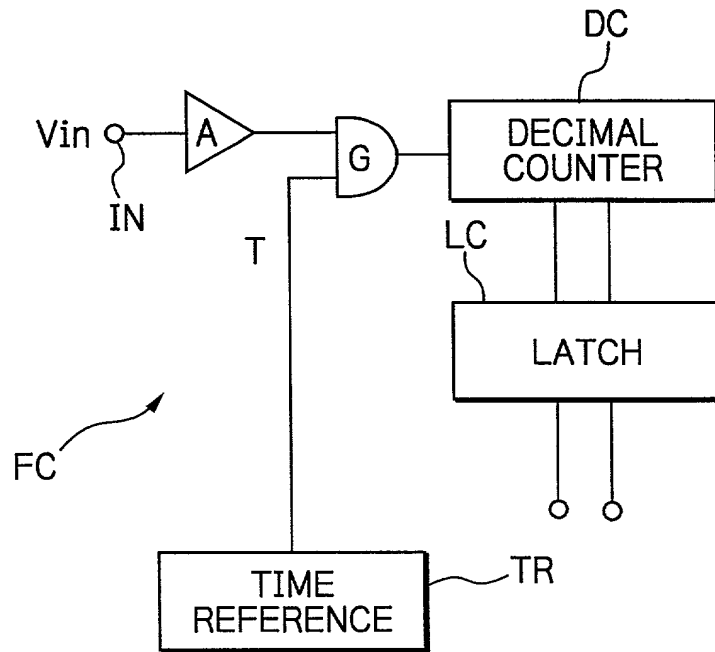 DC
Vin
A
G
DECIMAL
COUNTER
IN
T
LC
LATCH
FC
TIME
REFERENCE
TR